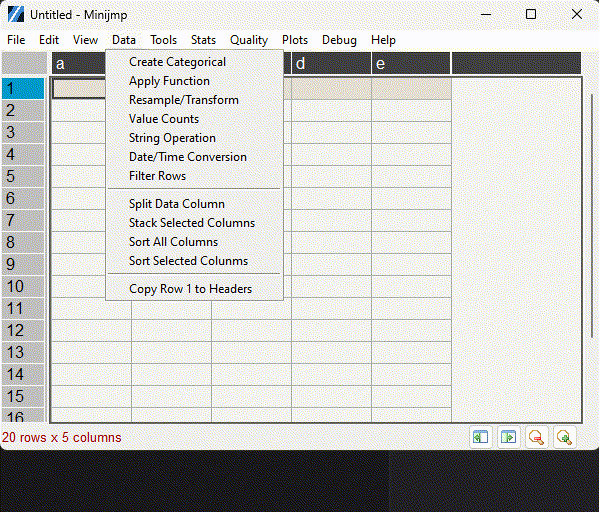 Untitled - Minijmp
File Edit View Data Tools Stats Quality Plots Debug Help
a d e
1
2
3
4
5
6
7
8
9
10
11
12
13
14
15
16
Create Categorical
Apply Function
Resample/Transform
Value Counts
String Operation
Date/Time Conversion
Filter Rows
Split Data Column
Stack Selected Columns
Sort All Columns
Sort Selected Colunms
Copy Row 1 to Headers
20 rows x 5 columns